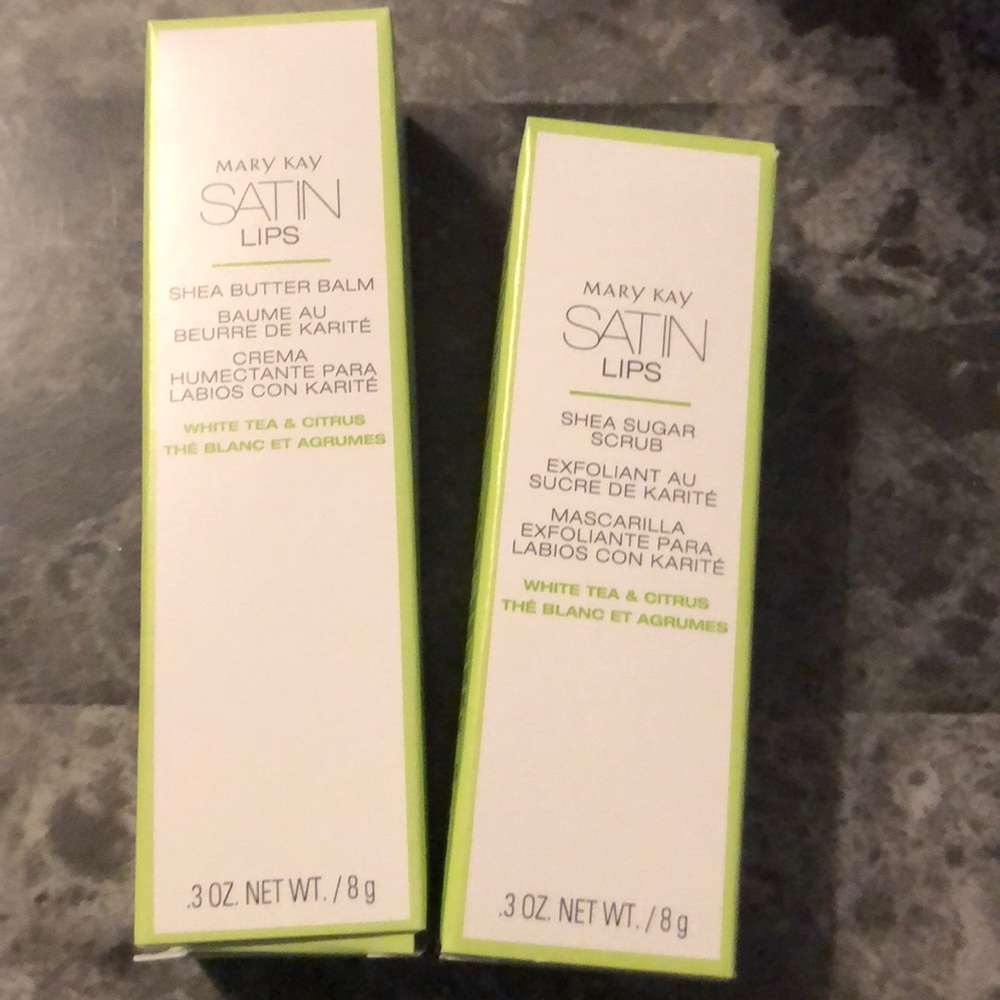 MARY KAY
SATIN
LIPS
SHEA BUTTER BALM
BAUME AU
BEURRE DE KARITÉ
CREMA
HUMECTANTE PARA
LABIOS CON KARITÉ
WHITE TEA & CITRUS
THÉ BLANC ET AGRUMES
.3 OZ. NET WT. / 8 g
MARY KAY
SATIN
LIPS
SHEA SUGAR
SCRUB
EXFOLIANT AU
SUCRE DE KARITÉ
MASCARILLA
EXFOLIANTE PARA
LABIOS CON KARITÉ
WHITE TEA & CITRUS
THÉ BLANC ET AGRUMES
.3 OZ. NET WT. / 8 g